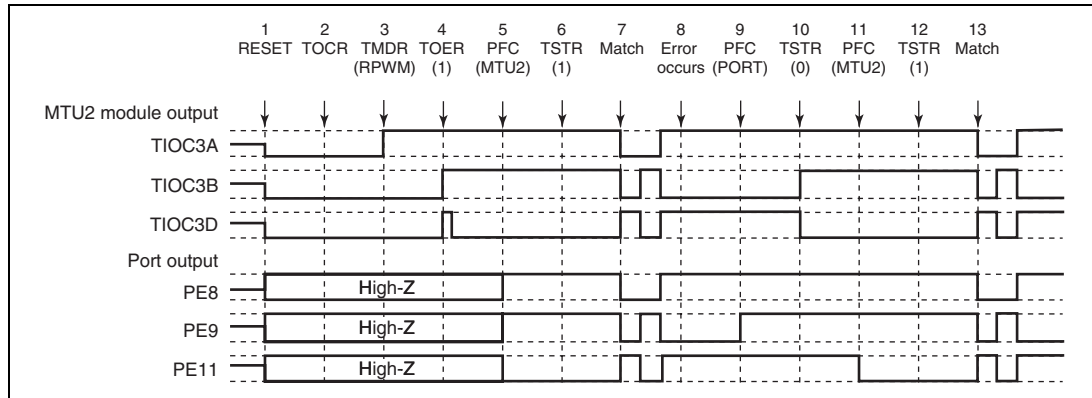 1 2 3 4 5 6 7 8 9 10 11 12 13
RESET TOCR TMDR TOER PFC TSTR Match Error PFC TSTR PFC TSTR Match
(RPWM) (1) (MTU2) (1) occurs (PORT) (0) (MTU2) (1)
MTU2 module output
TIOC3A
TIOC3B
TIOC3D
Port output
PE8 High-Z
PE9 High-Z
PE11 High-Z